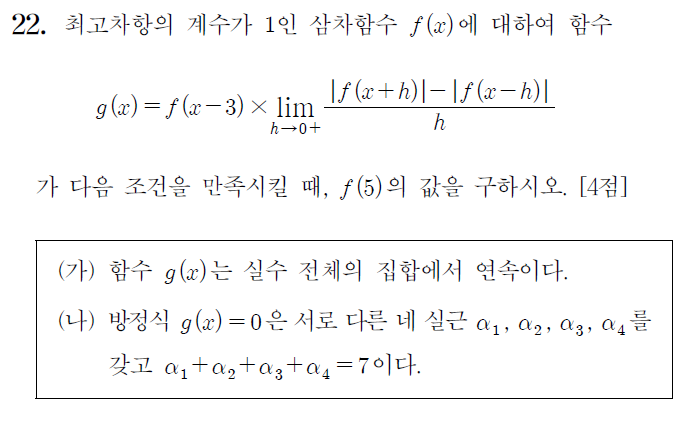 22. 최고차항의 계수가 1인 삼차함수 f(x)에 대하여 함수
g(x)=f(x-3)×lim_{h→0+} (|f(x+h)|-|f(x-h)|)/h
가 다음 조건을 만족시킬 때, f(5)의 값을 구하시오. [4점]
(가) 함수 g(x)는 실수 전체의 집합에서 연속이다.
(나) 방정식 g(x)=0은 서로 다른 네 실근 α₁, α₂, α₃, α₄를
갖고 α₁+α₂+α₃+α₄=7이다.